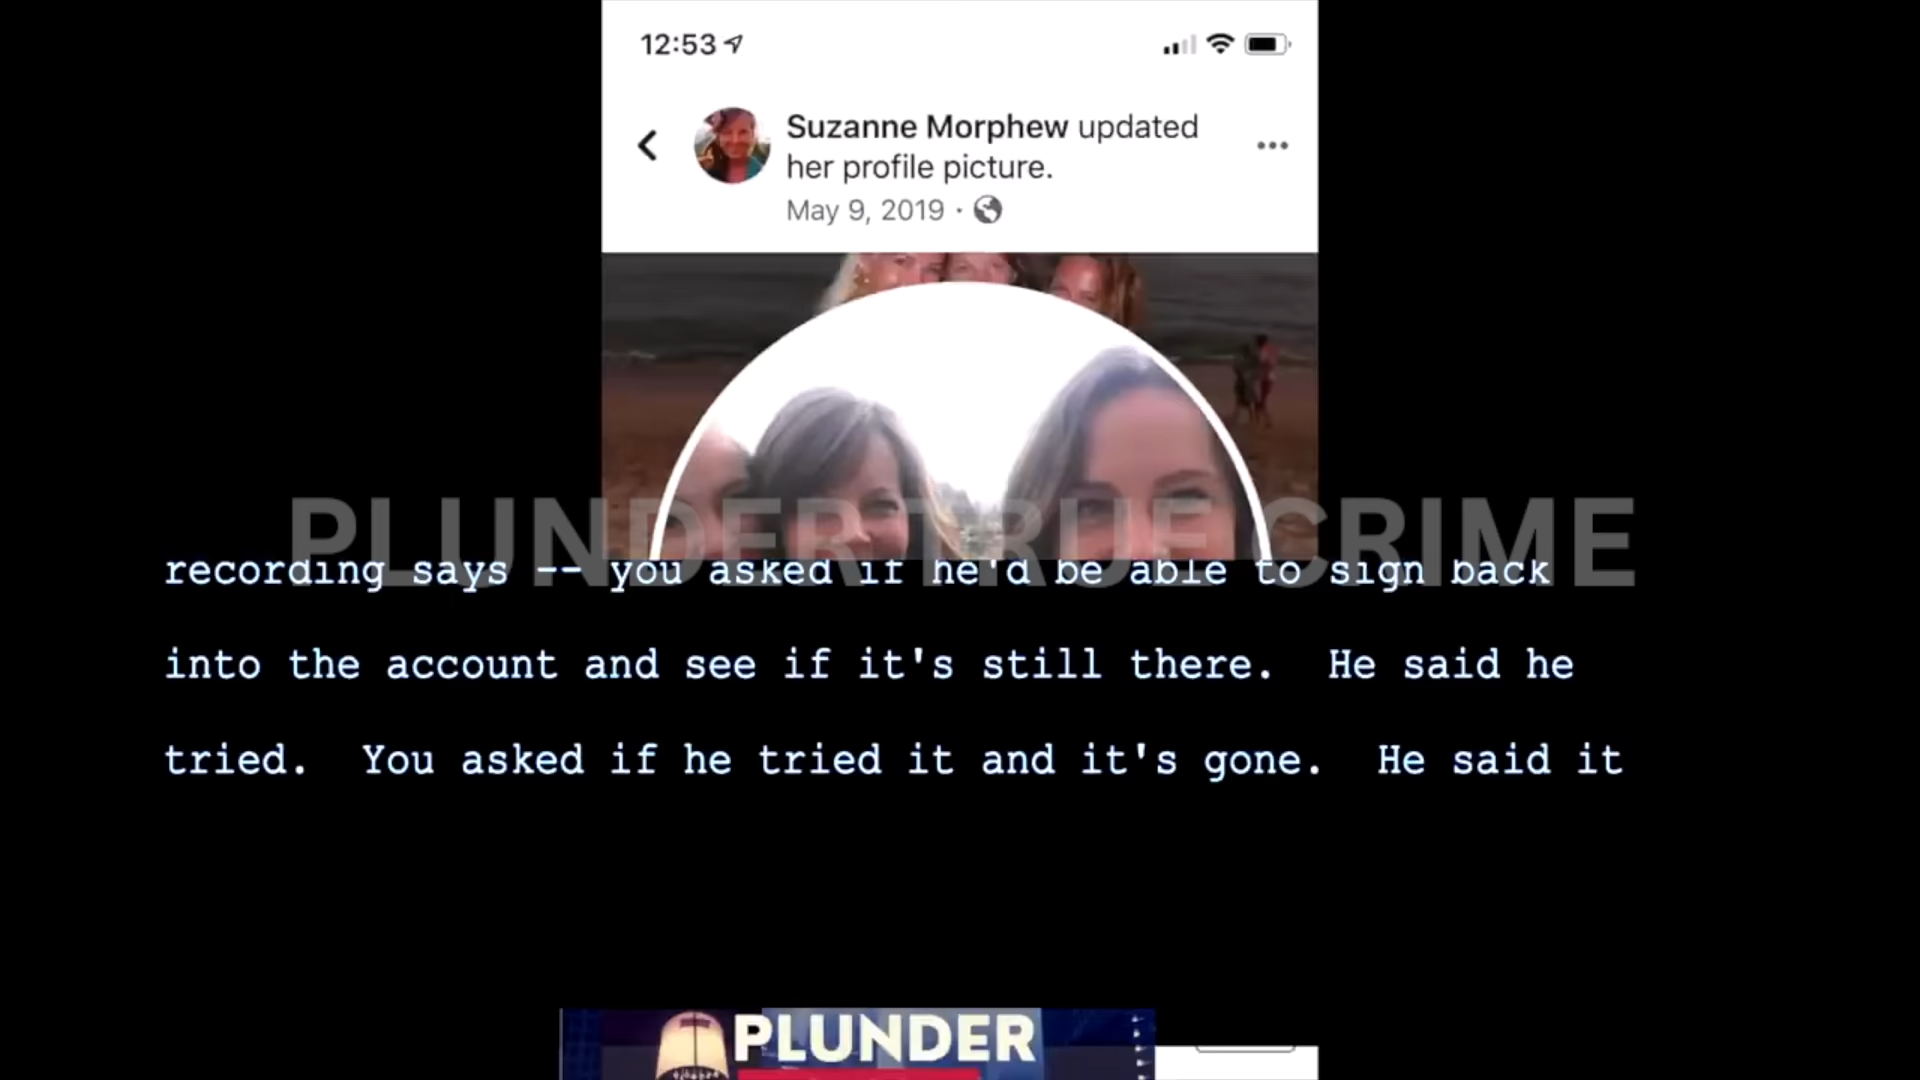 12:53
Suzanne Morphew updated
her profile picture.
May 9, 2019 ·
PLUNDER TRUE CRIME
recording says -- you asked if he'd be able to sign back
into the account and see if it's still there.  He said he
tried.  You asked if he tried it and it's gone.  He said it
PLUNDER